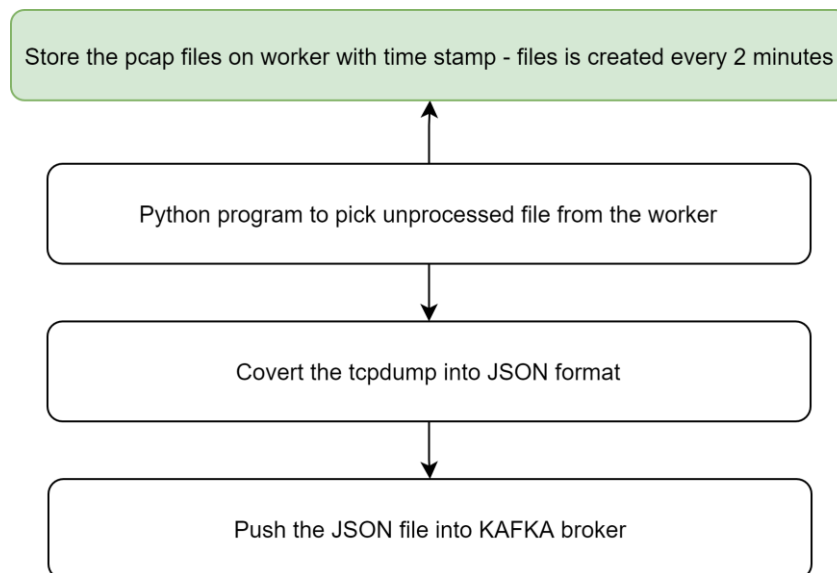 Store the pcap files on worker with time stamp - files is created every 2 minutes
Python program to pick unprocessed file from the worker
Covert the tcpdump into JSON format
Push the JSON file into KAFKA broker